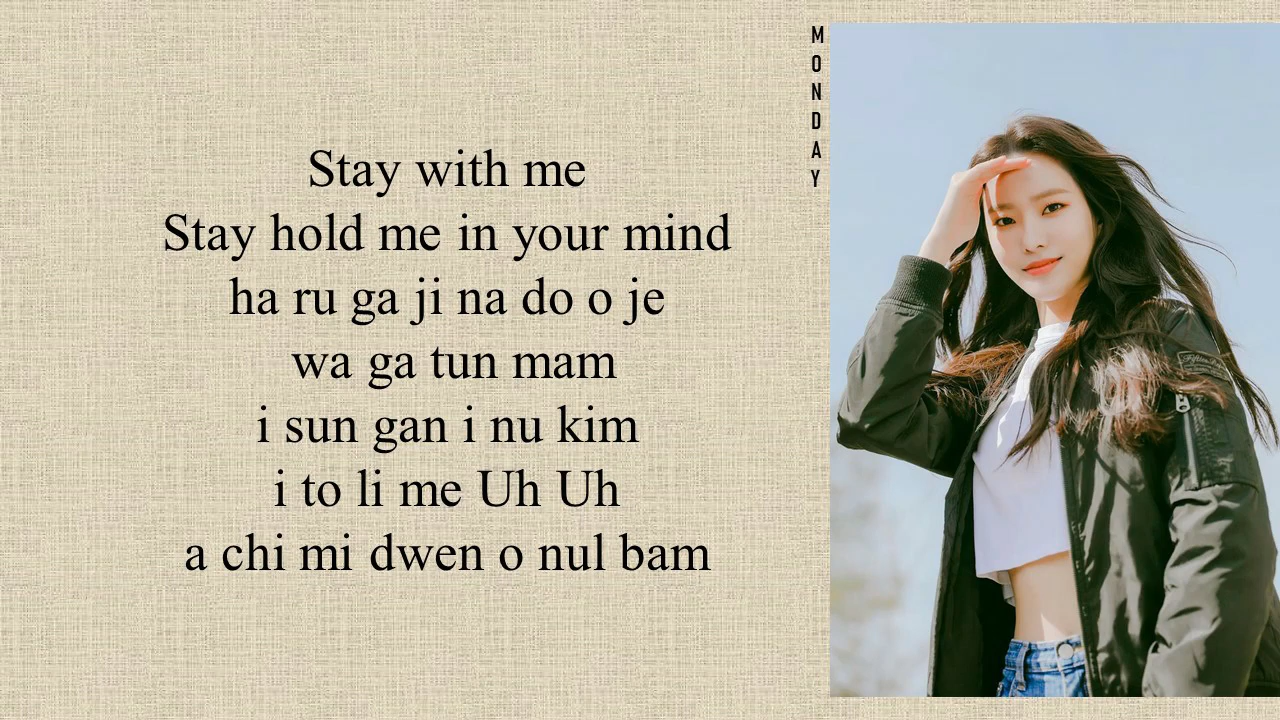 Stay with me
Stay hold me in your mind
ha ru ga ji na do o je
wa ga tun mam
i sun gan i nu kim
i to li me Uh Uh
a chi mi dwen o nul bam
MONDAY